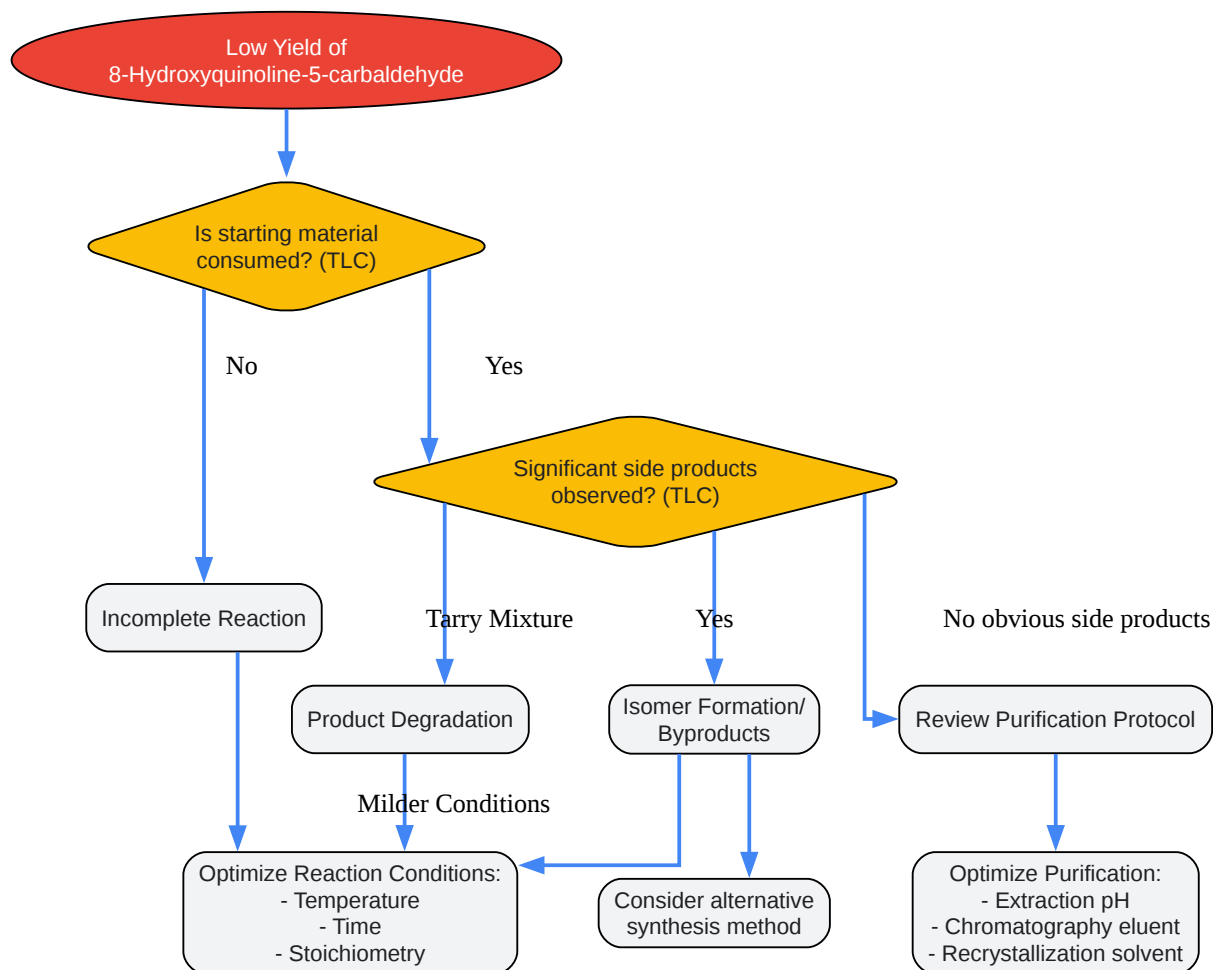 Low Yield of
8-Hydroxyquinoline-5-carbaldehyde
Is starting material
consumed? (TLC)
No
Yes
Significant side products
observed? (TLC)
Incomplete Reaction
Tarry Mixture
Yes
No obvious side products
Product Degradation
Isomer Formation/
Byproducts
Review Purification Protocol
Milder Conditions
Optimize Reaction Conditions:
- Temperature
- Time
- Stoichiometry
Consider alternative
synthesis method
Optimize Purification:
- Extraction pH
- Chromatography eluent
- Recrystallization solvent